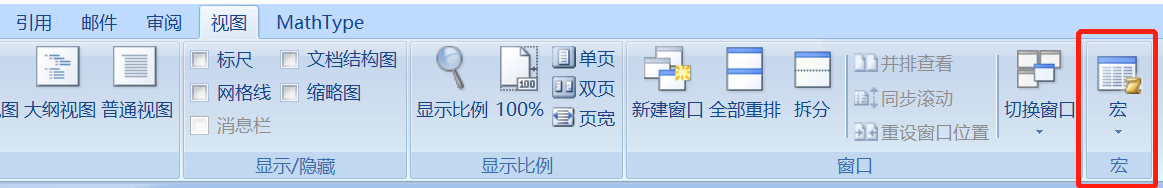 引用 邮件 审阅 视图 MathType
图 大纲视图 普通视图
标尺 文档结构图
网格线 缩略图
消息栏
显示/隐藏
显示比例 100%
单页
双页
页宽
显示比例
新建窗口 全部重排 拆分
并排查看
同步滚动
重设窗口位置
切换窗口
窗口
宏
宏